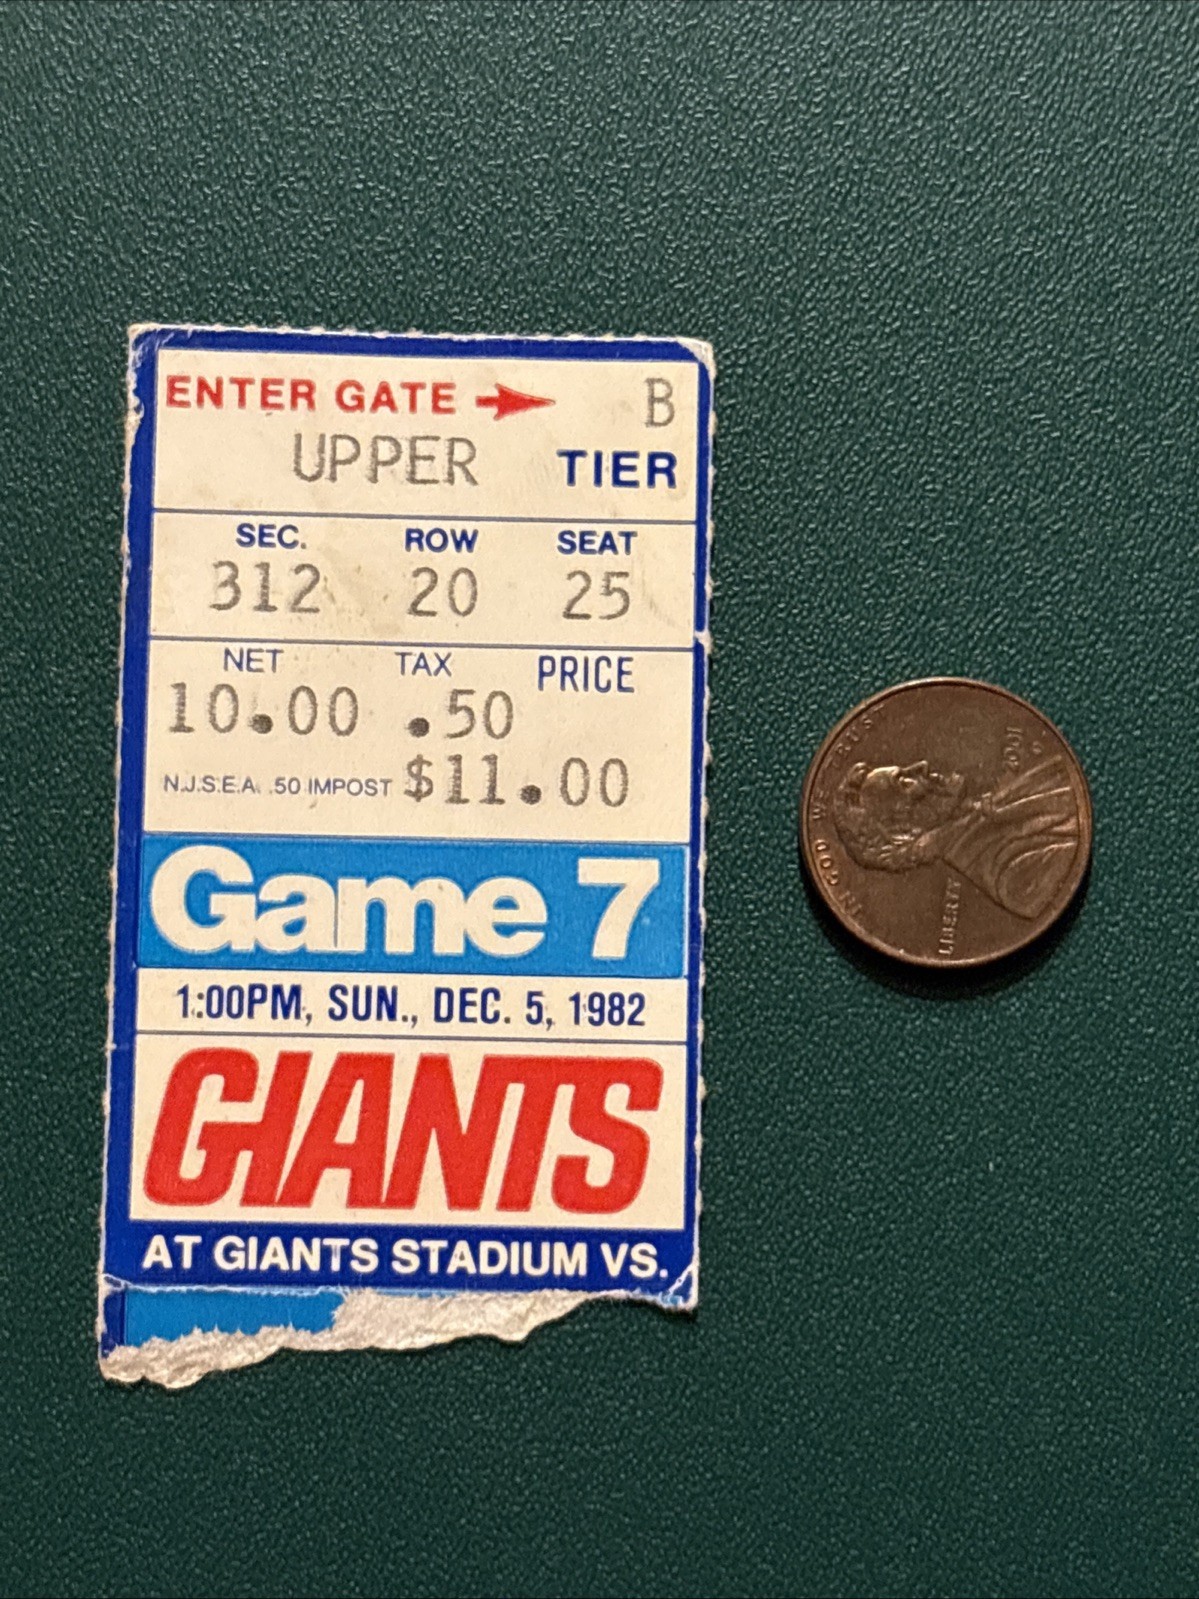 ENTER GATE B
UPPER TIER
SEC. ROW SEAT
312 20 25
NET TAX PRICE
10.00 .50
N.J.S.E.A. .50 IMPOST $11.00
Game 7
1:00PM, SUN., DEC. 5, 1982
GIANTS
AT GIANTS STADIUM VS.
IN GOD WE TRUST
LIBERTY
2001
D